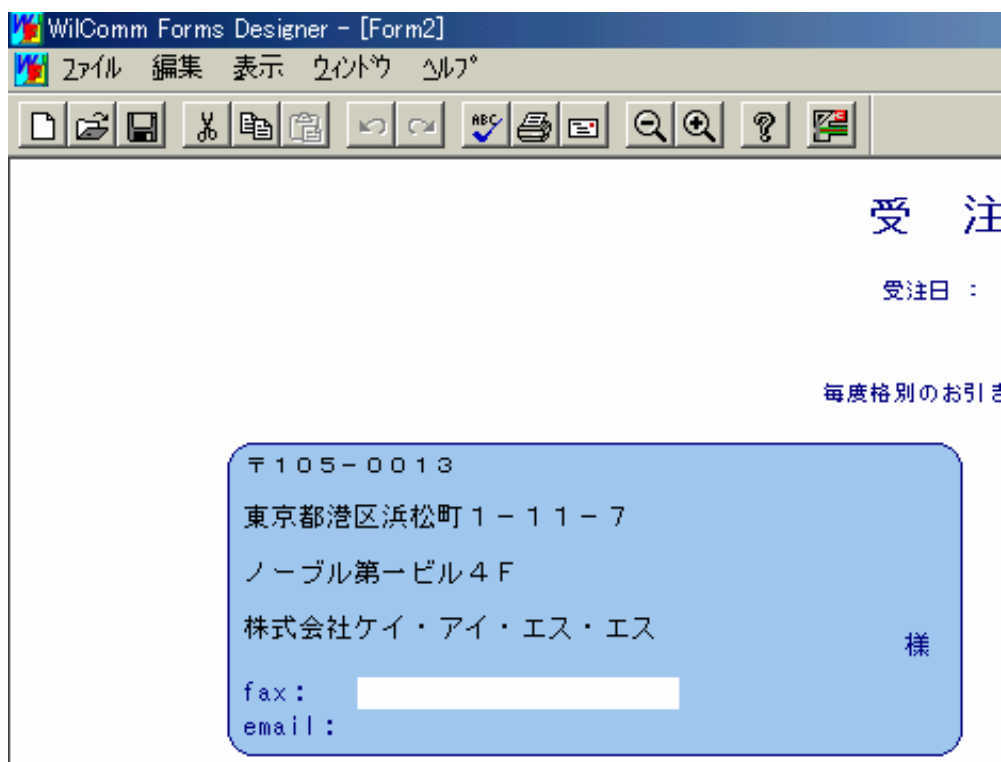 WilComm Forms Designer - [Form2]
ファイル 編集 表示 ウィンドウ ヘルプ
ABC
受 注
受注日 :
毎度格別のお引き
〒105-0013
東京都港区浜松町1-11-7
ノーブル第一ビル4F
株式会社ケイ・アイ・エス・エス
様
fax:
email: